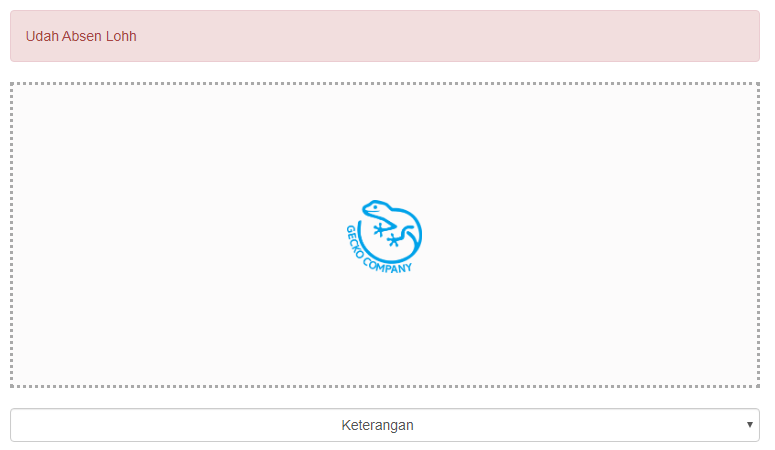 Udah Absen Lohh
GECKO COMPANY
Keterangan